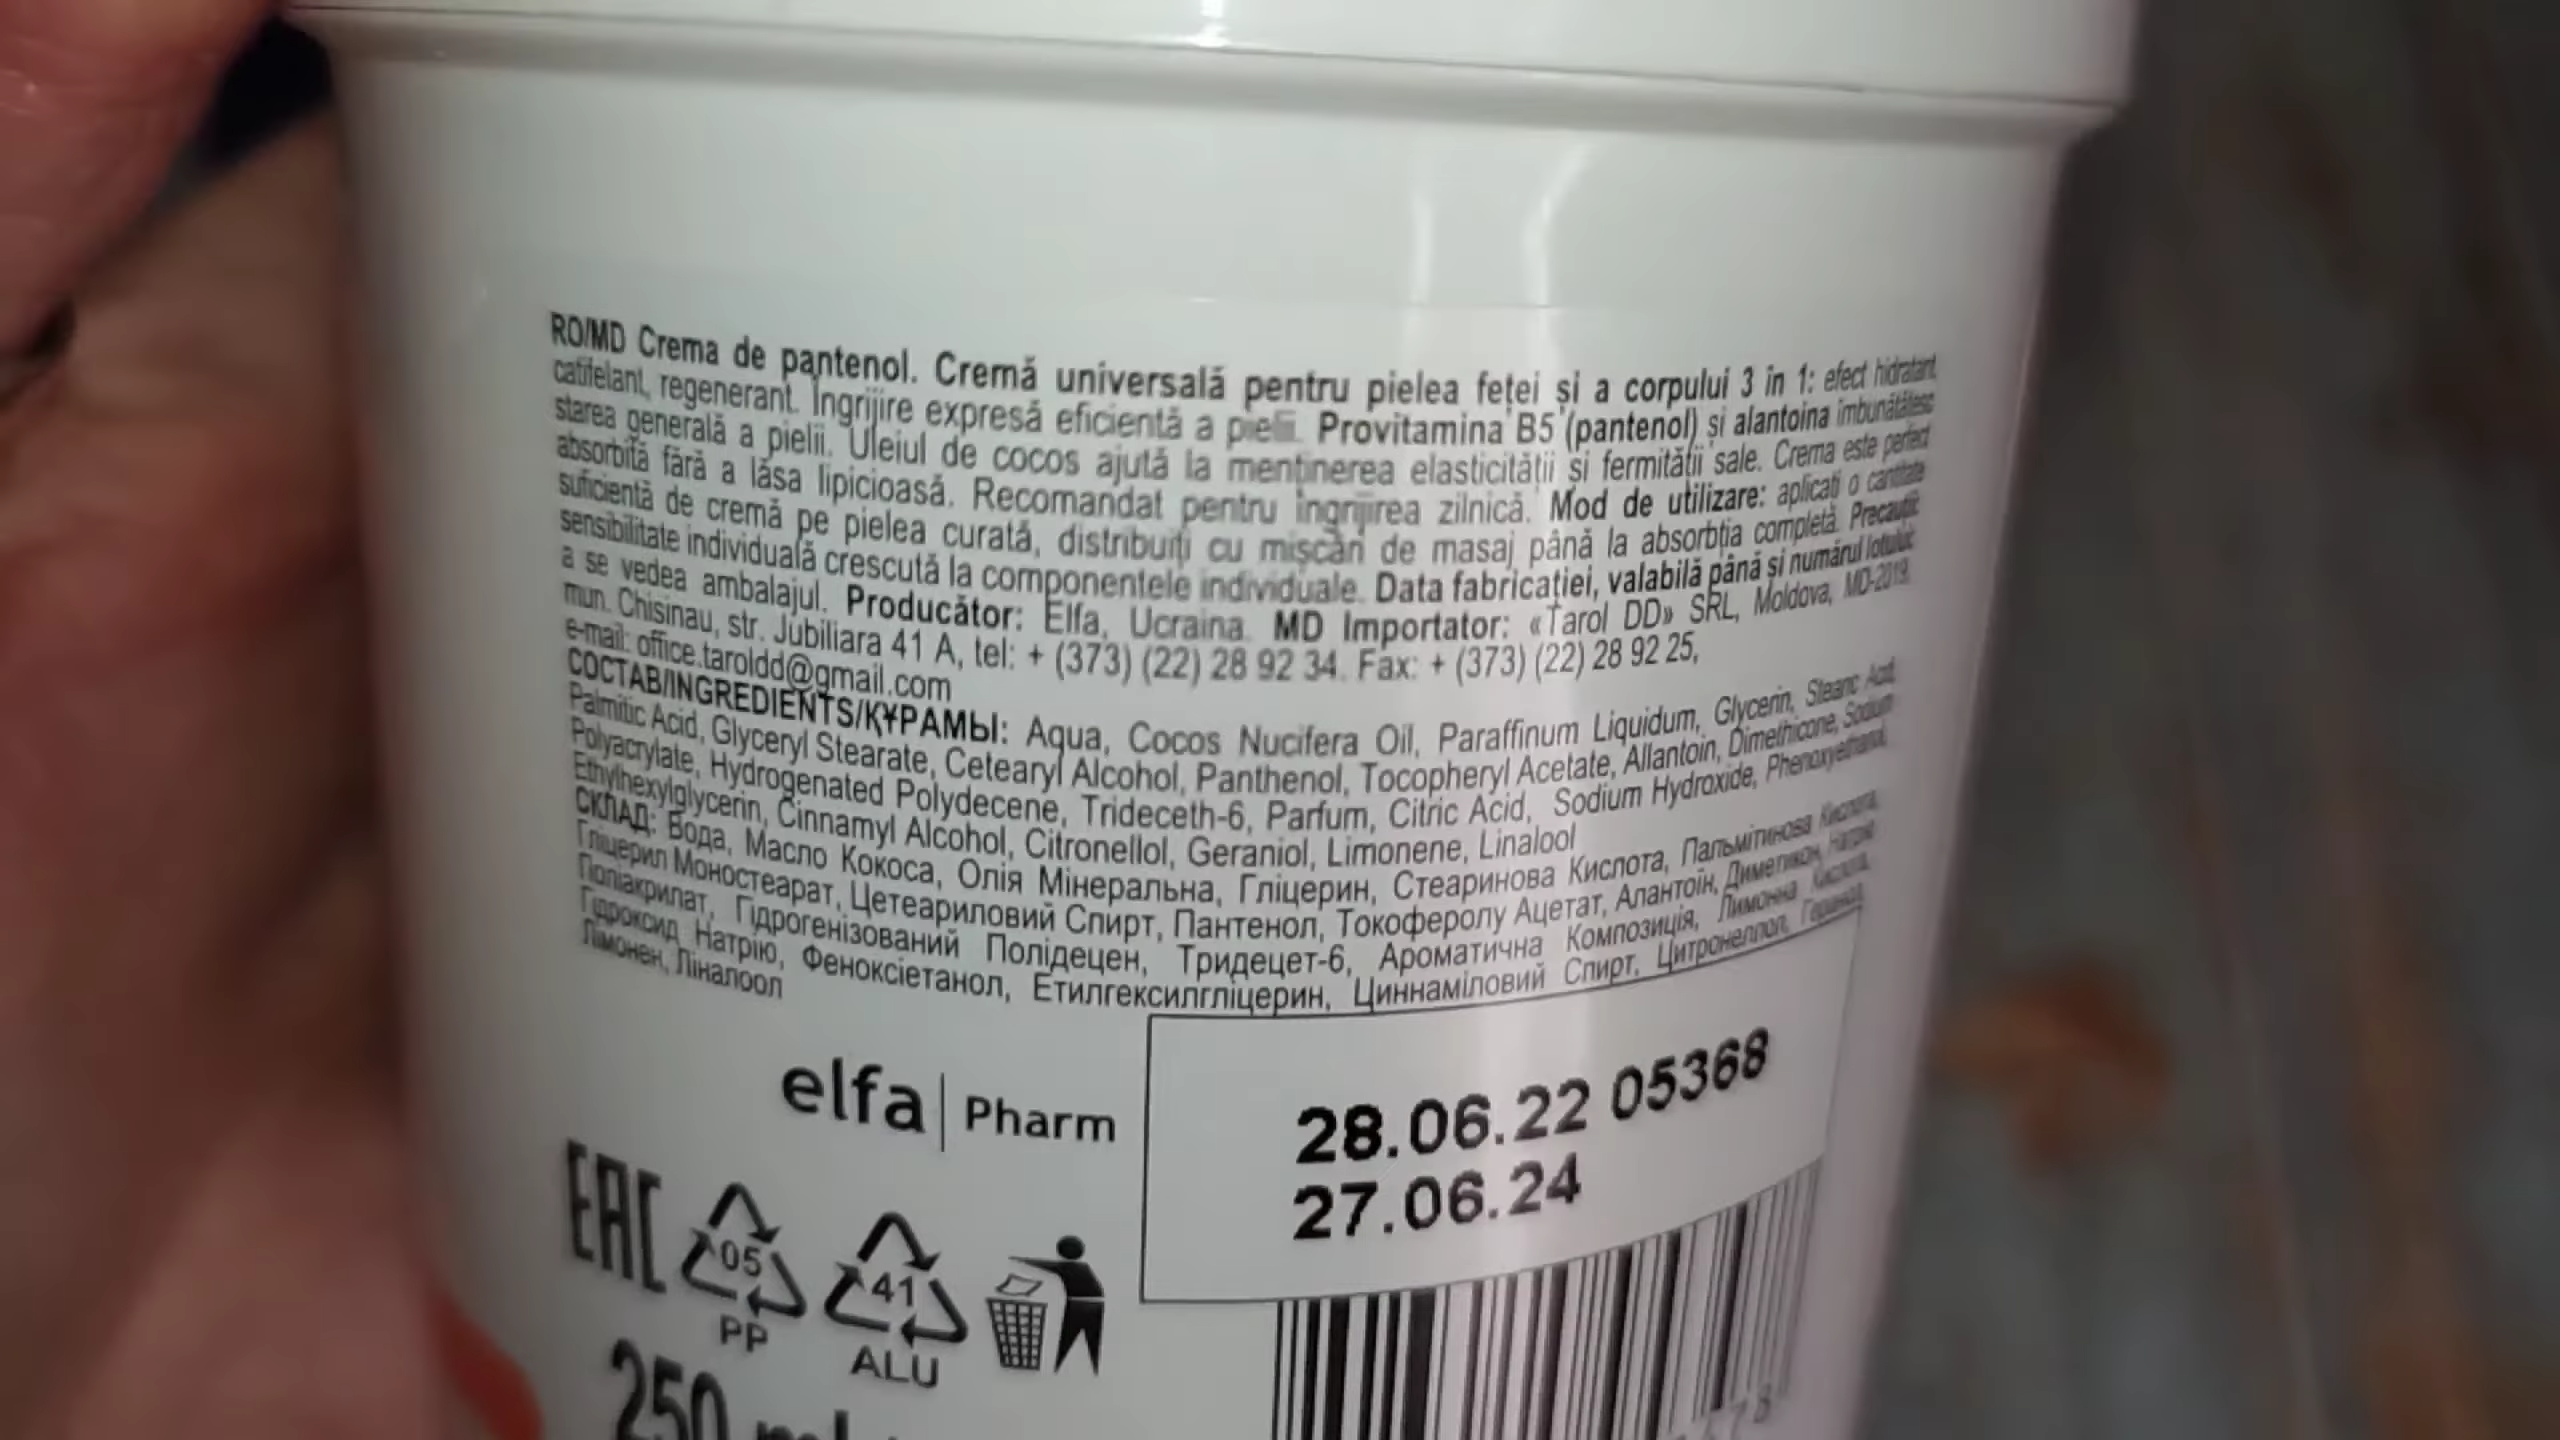 RO/MD Crema de pantenol. Cremă universală pentru pielea feței și a corpului 3 în 1: efect hidratant,
catifelant, regenerant. Îngrijire expresă eficientă a pielii. Provitamina B5 (pantenol) și alantoina îmbunătățesc
starea generală a pielii. Uleiul de cocos ajută la menținerea elasticității și fermității sale. Crema este perfect
absorbită fără a lăsa lipicioasă. Recomandat pentru îngrijirea zilnică. Mod de utilizare: aplicați o cantitate
suficientă de cremă pe pielea curată, distribuiți cu mișcări de masaj până la absorbția completă. Precauții:
sensibilitate individuală crescută la componentele individuale. Data fabricației, valabilă până și numărul lotului:
a se vedea ambalajul. Producător: Elfa, Ucraina. MD Importator: «Tarol DD» SRL, Moldova, MD-2019,
mun. Chisinau, str. Jubiliara 41 A, tel: + (373) (22) 28 92 34. Fax: + (373) (22) 28 92 25,
e-mail: office.taroldd@gmail.com
СОСТАВ/INGREDIENTS/ҚҰРАМЫ: Aqua, Cocos Nucifera Oil, Paraffinum Liquidum, Glycerin, Stearic Acid,
Palmitic Acid, Glyceryl Stearate, Cetearyl Alcohol, Panthenol, Tocopheryl Acetate, Allantoin, Dimethicone, Sodium
Polyacrylate, Hydrogenated Polydecene, Trideceth-6, Parfum, Citric Acid, Sodium Hydroxide, Phenoxyethanol,
Ethylhexylglycerin, Cinnamyl Alcohol, Citronellol, Geraniol, Limonene, Linalool
СКЛАД: Вода, Масло Кокоса, Олія Мінеральна, Гліцерин, Стеаринова Кислота, Пальмітинова Кислота,
Гліцерил Моностеарат, Цетеариловий Спирт, Пантенол, Токоферолу Ацетат, Алантоїн, Диметикон, Натрію
Поліакрилат, Гідрогенізований Полідецен, Тридецет-6, Ароматична Композиція, Лимонна Кислота,
Гідроксид Натрію, Феноксіетанол, Етилгексилгліцерин, Циннаміловий Спирт, Цитронеллол, Гераніол,
Лімонен, Ліналоол
elfa | Pharm
28.06.22 05368
27.06.24
EAC
05
PP
41
ALU
250 ml